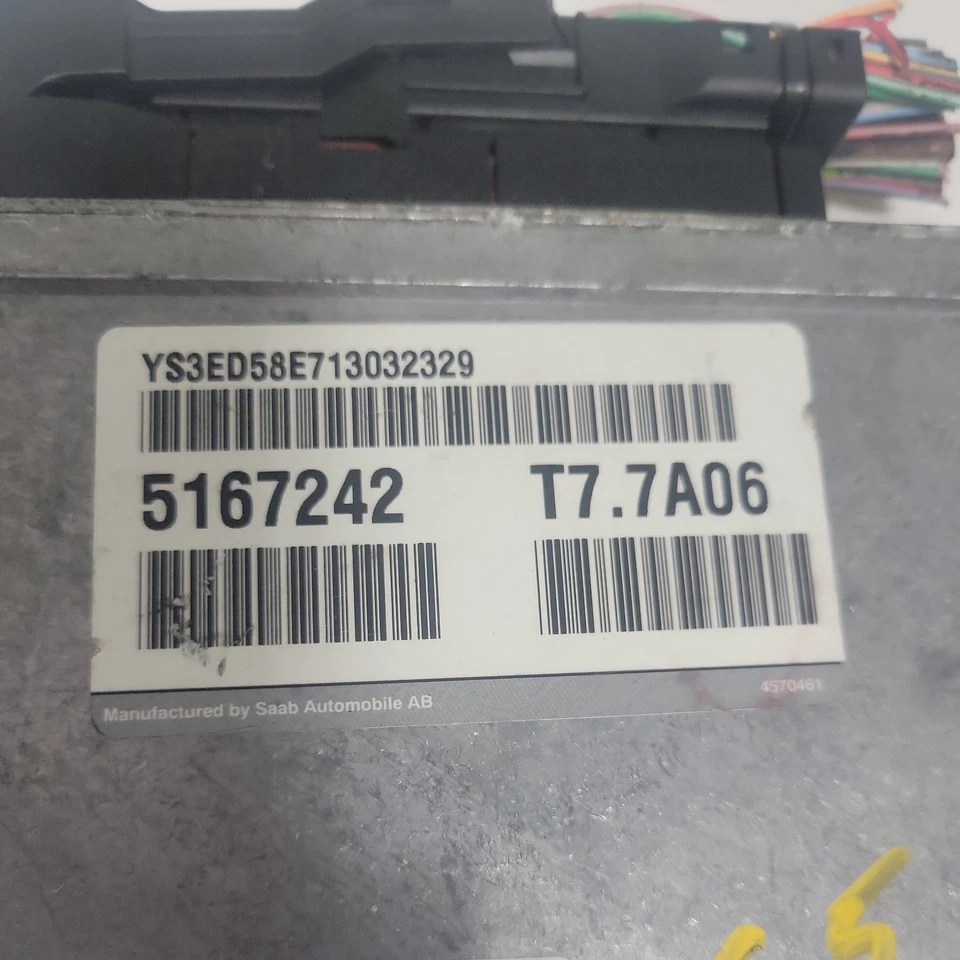 YS3ED58E713032329
5167242 T7.7A06
Manufactured by Saab Automobile AB 4570461